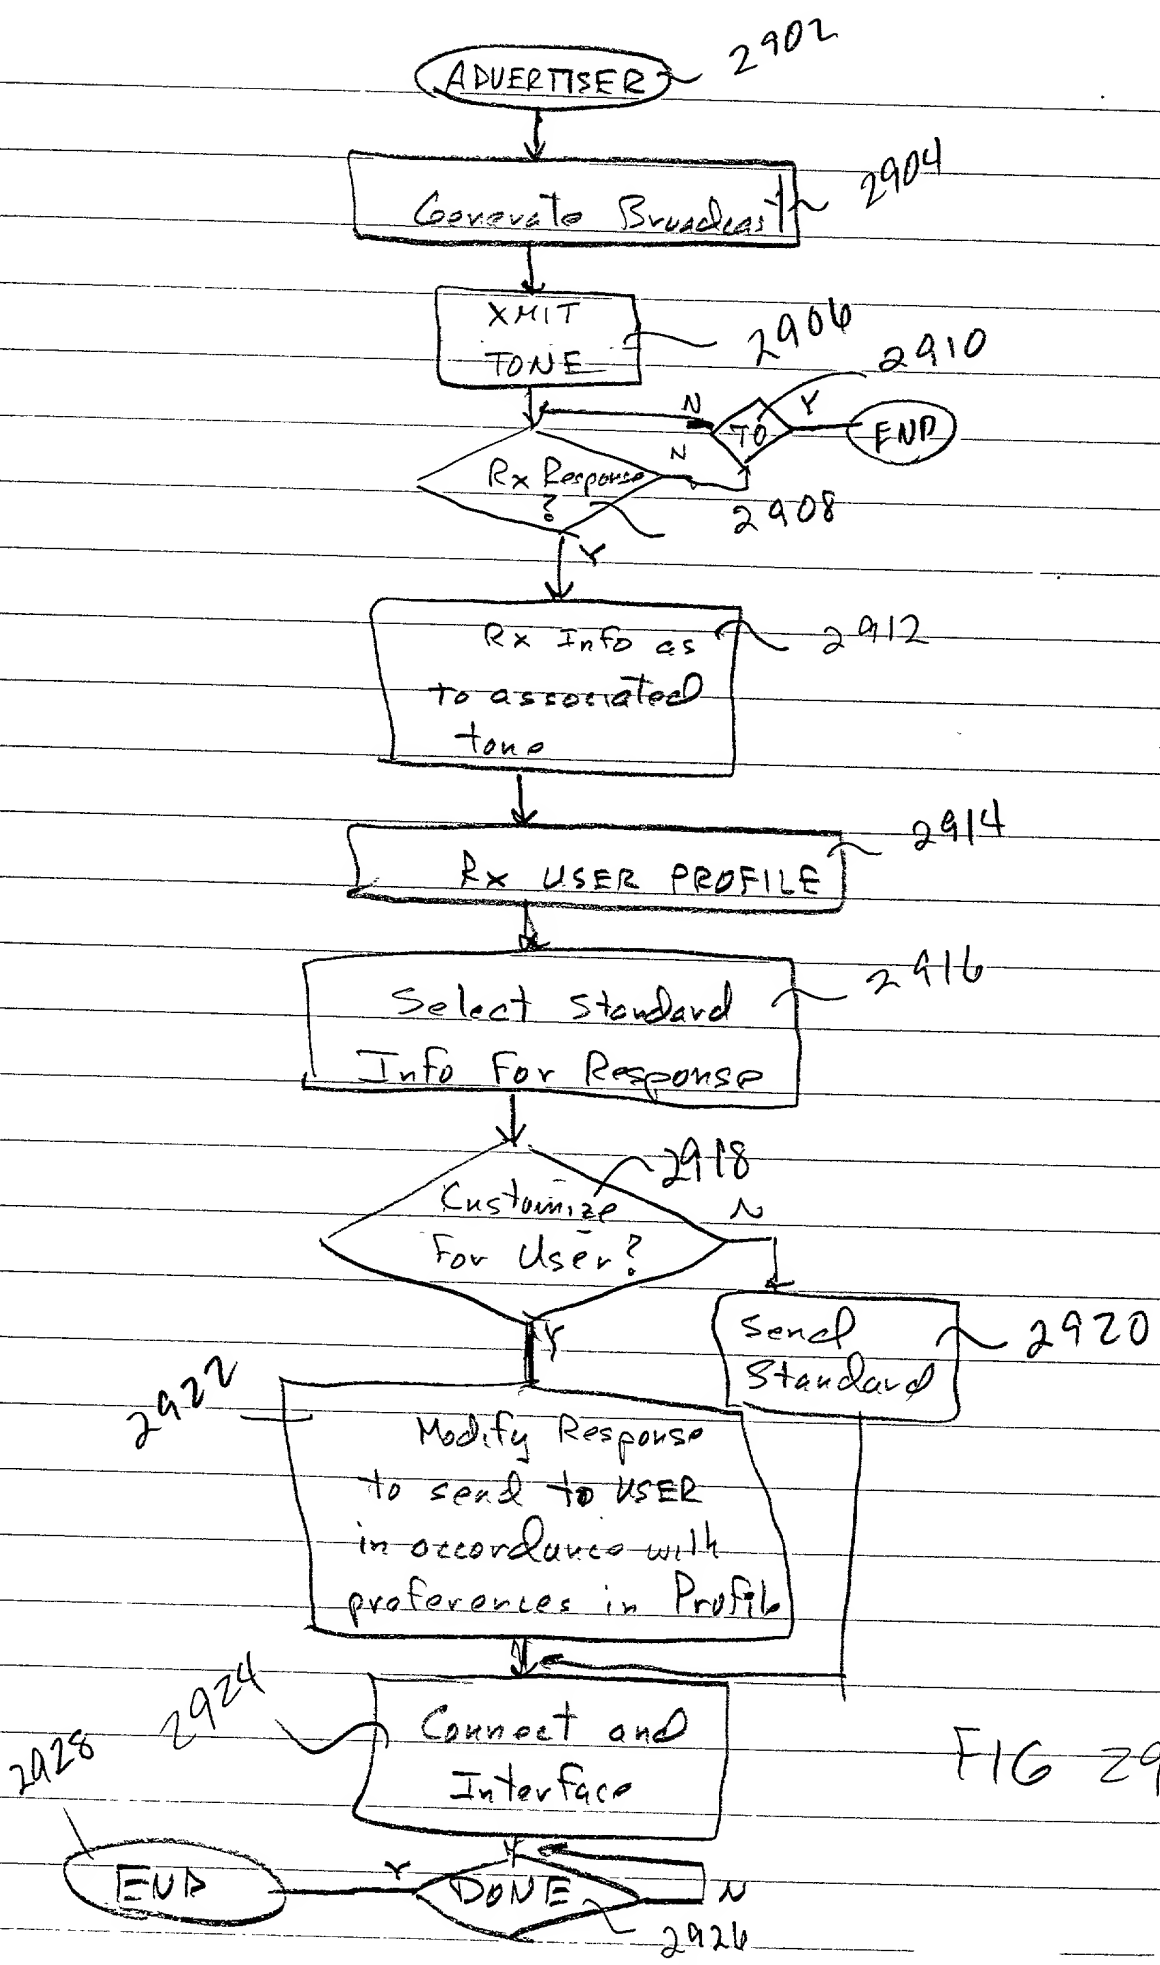 ADVERTISER 2902
Generate Broadcast 2904
XMIT
TONE
2906
2910
N
TO
Y
END
Rx Response
?
N
2908
Y
Rx Info as
to associated
tone
2912
2914
Rx USER PROFILE
2916
Select Standard
Info For Response
2918
Customize
For User?
N
Y
Send
Standard
2920
2922
Modify Response
to send to USER
in accordance with
preferences in Profile
2924
Connect and
Interface
FIG 29
2928
END
Y
DONE
N
2926